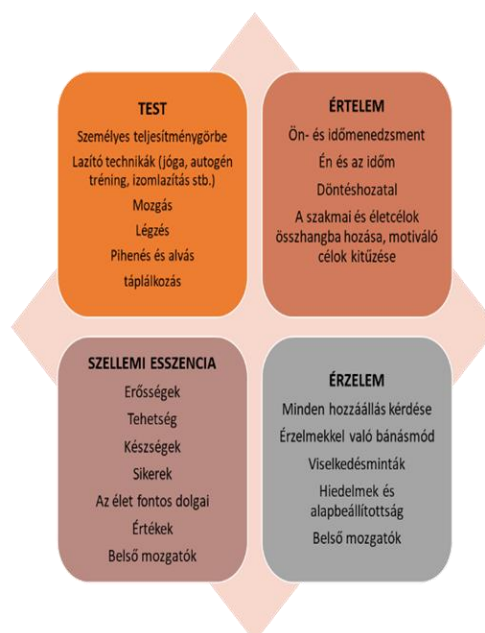 TEST
Személyes teljesítménygörbe
Lazító technikák (jóga, autogén
tréning, izomlazítás stb.)
Mozgás
Légzés
Pihenés és alvás
táplálkozás
ÉRTELEM
Ön- és időmenedzsment
Én és az időm
Döntéshozatal
A szakmai és életcélok
összhangba hozása, motiváló
célok kitűzése
SZELLEMI ESSZENCIA
Erősségek
Tehetség
Készségek
Sikerek
Az élet fontos dolgai
Értékek
Belső mozgatók
ÉRZELEM
Minden hozzáállás kérdése
Érzelmekkel való bánásmód
Viselkedésminták
Hiedelmek és
alapbeállítottság
Belső mozgatók